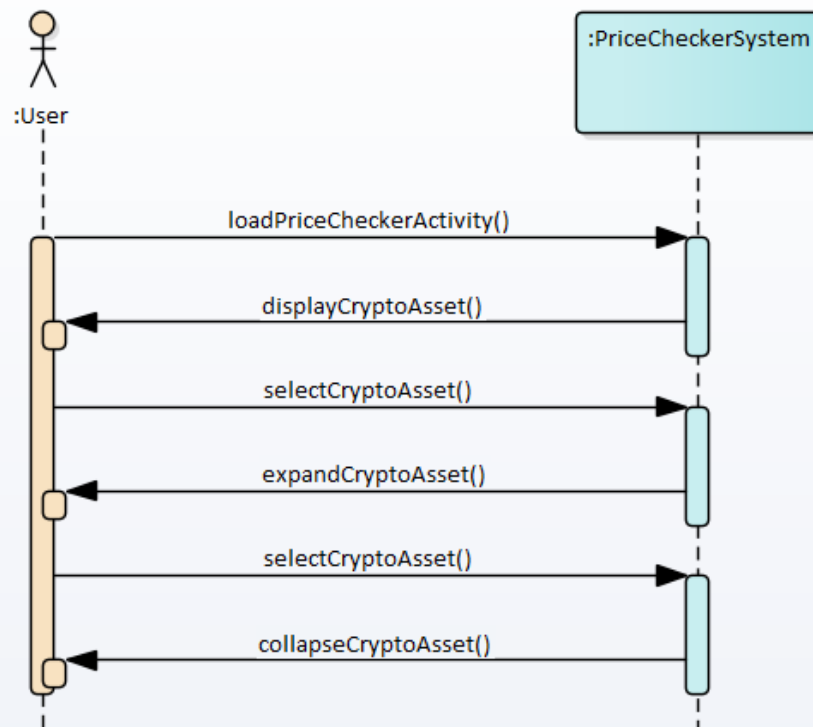 :PriceCheckerSystem
:User
loadPriceCheckerActivity()
displayCryptoAsset()
selectCryptoAsset()
expandCryptoAsset()
selectCryptoAsset()
collapseCryptoAsset()